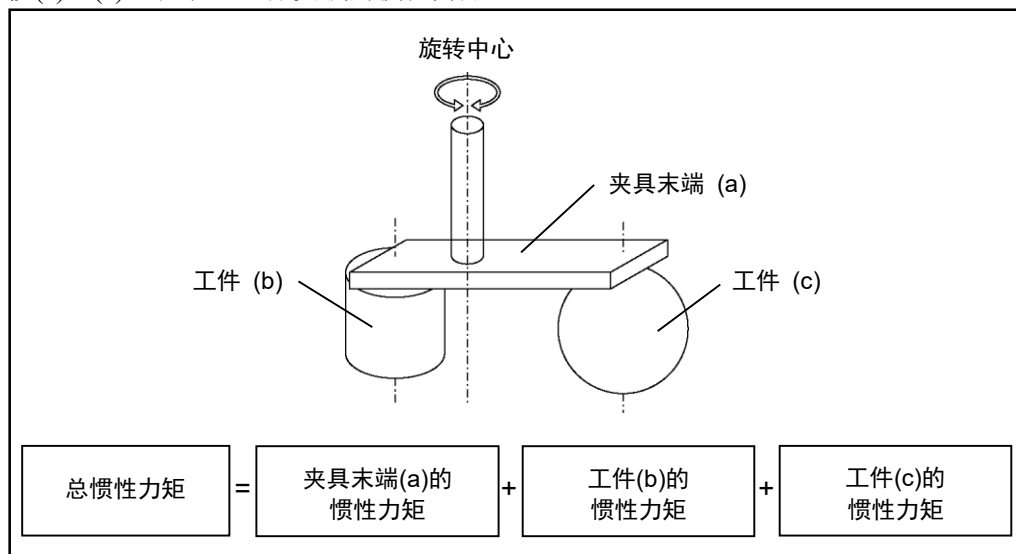 旋转中心
夹具末端 (a)
工件 (b)
工件 (c)
总惯性力矩 = 夹具末端(a)的 + 工件(b)的 + 工件(c)的
惯性力矩 惯性力矩 惯性力矩